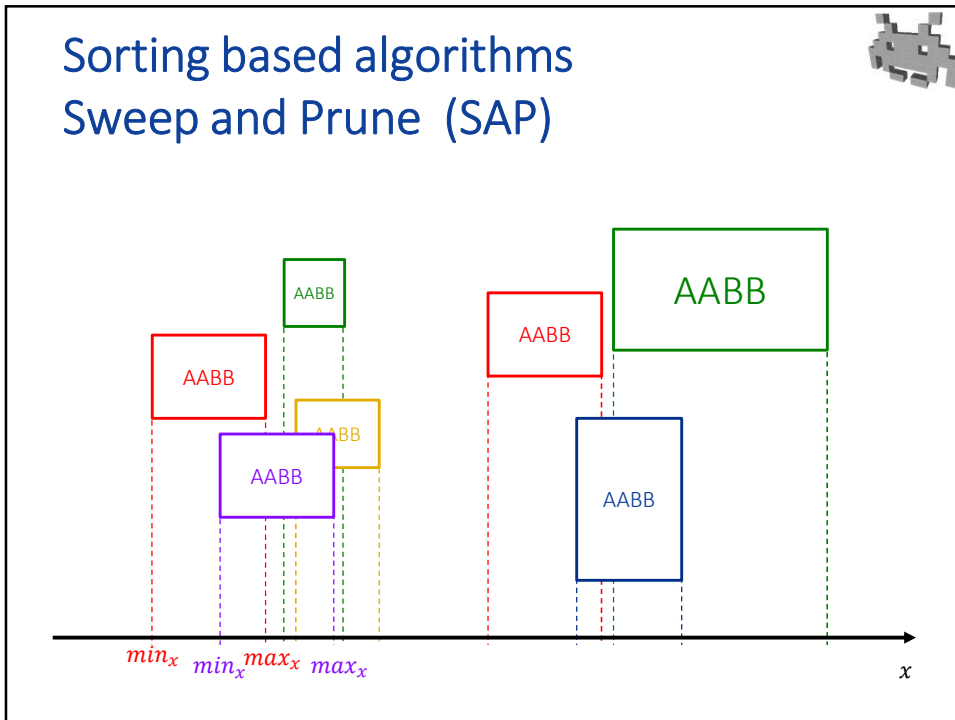 Sorting based algorithms
Sweep and Prune (SAP)
AABB
AABB
AABB
AABB
AABB
AABB
AABB
AABB
min_x min_x max_x max_x
x